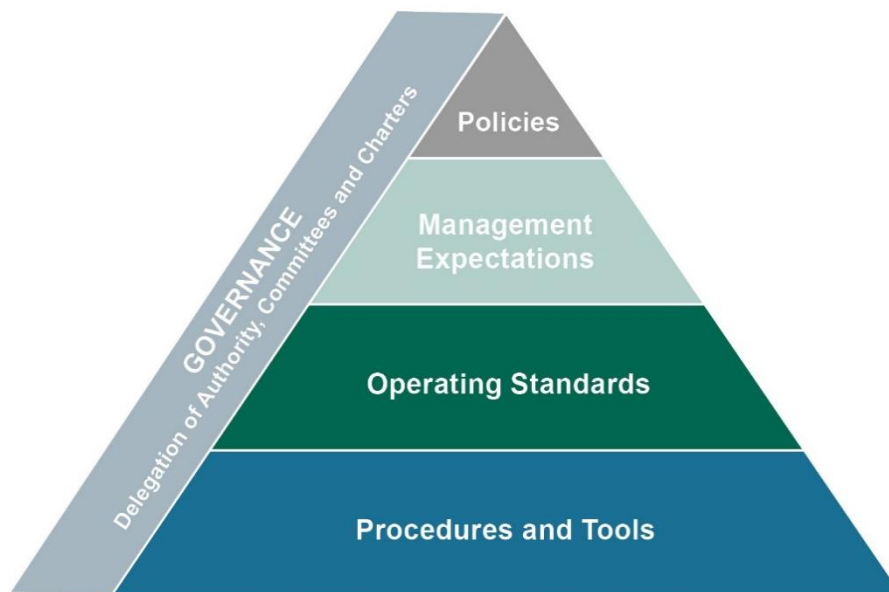 GOVERNANCE
Delegation of Authority, Committees and Charters
Policies
Management
Expectations
Operating Standards
Procedures and Tools